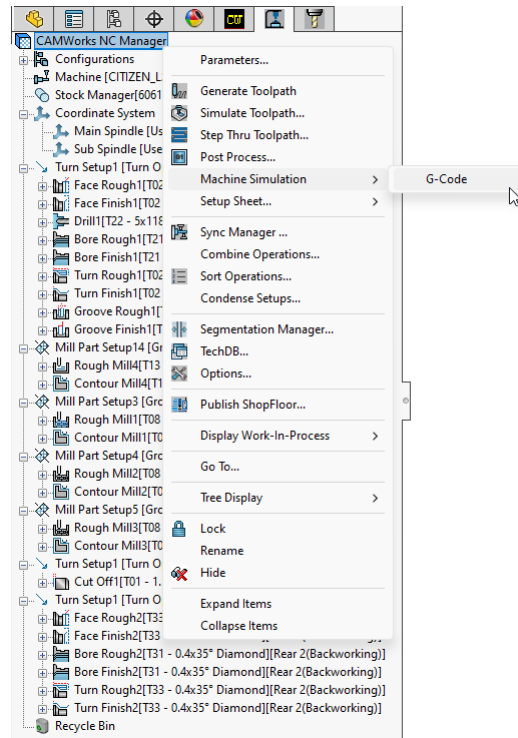 CAMWorks NC Manager
Configurations
Parameters...
Machine [CITIZEN_L
Generate Toolpath
Stock Manager[6061
Simulate Toolpath...
Coordinate System
Step Thru Toolpath...
Main Spindle [Us
Post Process...
Sub Spindle [Use
Machine Simulation
G-Code
Turn Setup1 [Turn O
Setup Sheet...
Face Rough1[T02
Face Finish1[T02
Sync Manager ...
Drill1[T22 - 5x118
Combine Operations...
Bore Rough1[T21
Sort Operations...
Bore Finish1[T21
Condense Setups...
Turn Rough1[T02
Turn Finish1[T02
Groove Rough1[T
Segmentation Manager...
Groove Finish1[T
TechDB...
Mill Part Setup14 [Gr
Options...
Rough Mill4[T13
Contour Mill4[T1
Publish ShopFloor...
Mill Part Setup3 [Gro
Rough Mill1[T08
Display Work-In-Process
Contour Mill1[T0
Mill Part Setup4 [Gro
Go To...
Rough Mill2[T08
Contour Mill2[T0
Tree Display
Mill Part Setup5 [Gro
Rough Mill3[T08
Lock
Contour Mill3[T0
Rename
Turn Setup1 [Turn O
Hide
Cut Off1[T01 - 1.
Turn Setup1 [Turn O
Expand Items
Face Rough2[T33
Collapse Items
Face Finish2[T33 - 0.4x35° Diamond][Rear 2(Backworking)]
Bore Rough2[T31 - 0.4x35° Diamond][Rear 2(Backworking)]
Bore Finish2[T31 - 0.4x35° Diamond][Rear 2(Backworking)]
Turn Rough2[T33 - 0.4x35° Diamond][Rear 2(Backworking)]
Turn Finish2[T33 - 0.4x35° Diamond][Rear 2(Backworking)]
Recycle Bin